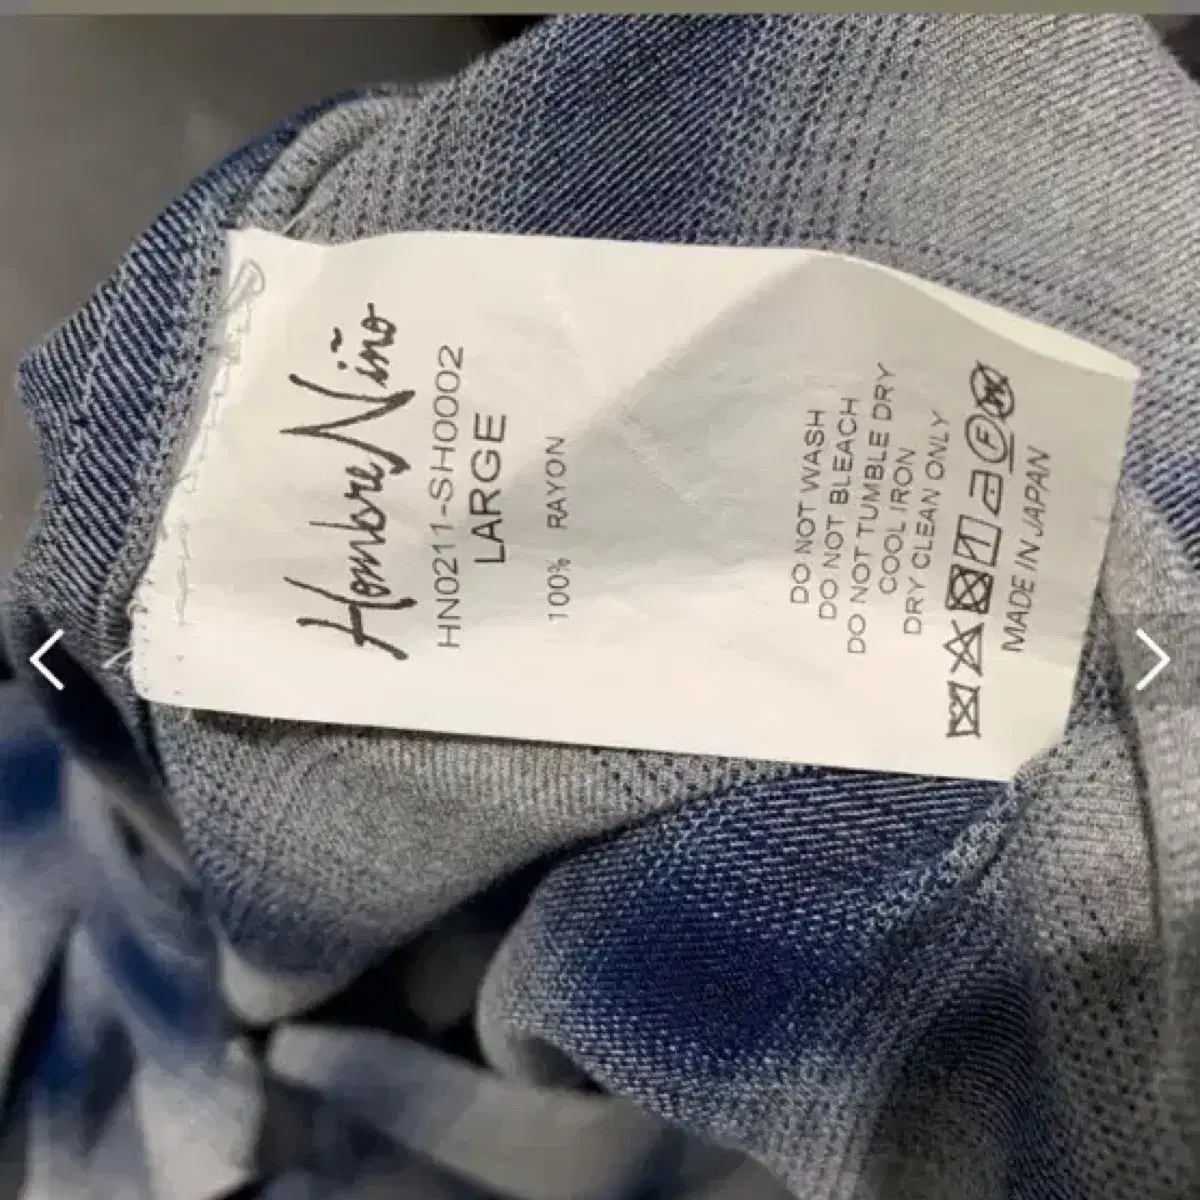 Hombre Niño
HN0211-SH0002
LARGE
100% RAYON
DO NOT WASH
DO NOT BLEACH
DO NOT TUMBLE DRY
COOL IRON
DRY CLEAN ONLY
F W
MADE IN JAPAN